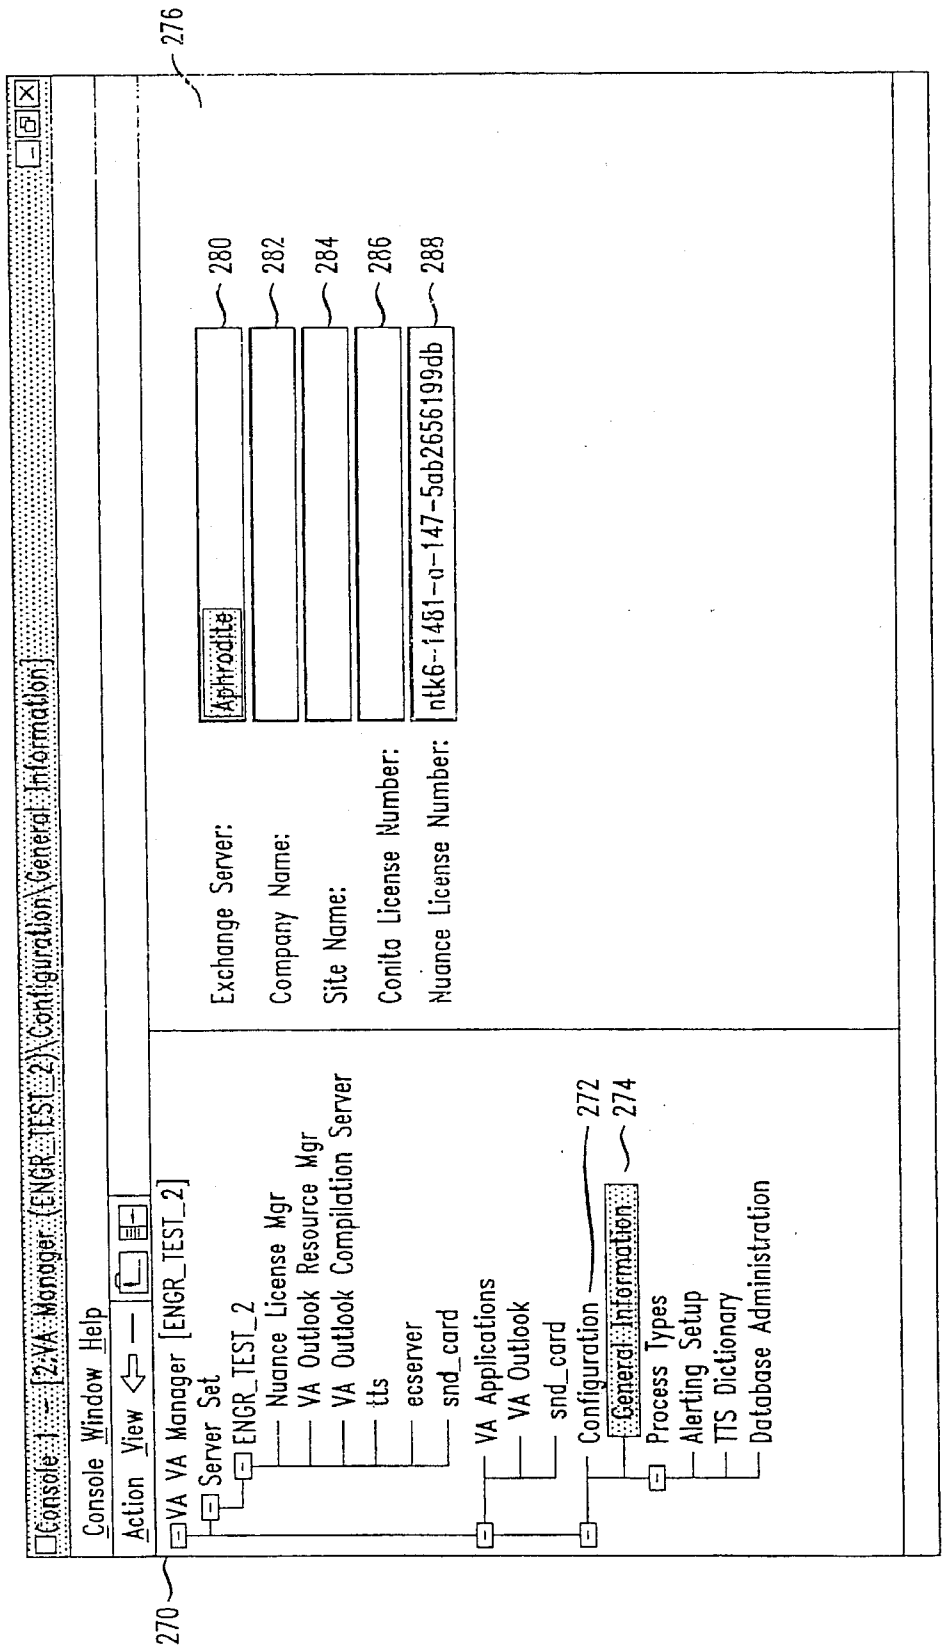 Console 1 - [2:VA Manager (ENGR_TEST_2)\Configuration\General Information]
Console Window Help
Action View
VA VA Manager [ENGR_TEST_2]
Server Set
ENGR_TEST_2
Nuance License Mgr
VA Outlook Resource Mgr
VA Outlook Compilation Server
tts
ecserver
snd_card
VA Applications
VA Outlook
snd_card
Configuration
272
General Information
274
Process Types
Alerting Setup
TTS Dictionary
Database Administration
270
276
Exchange Server: Aphrodite 280
Company Name: 282
Site Name: 284
Conita License Number: 286
Nuance License Number: ntk6-1481-a-147-5ab2656199db 288